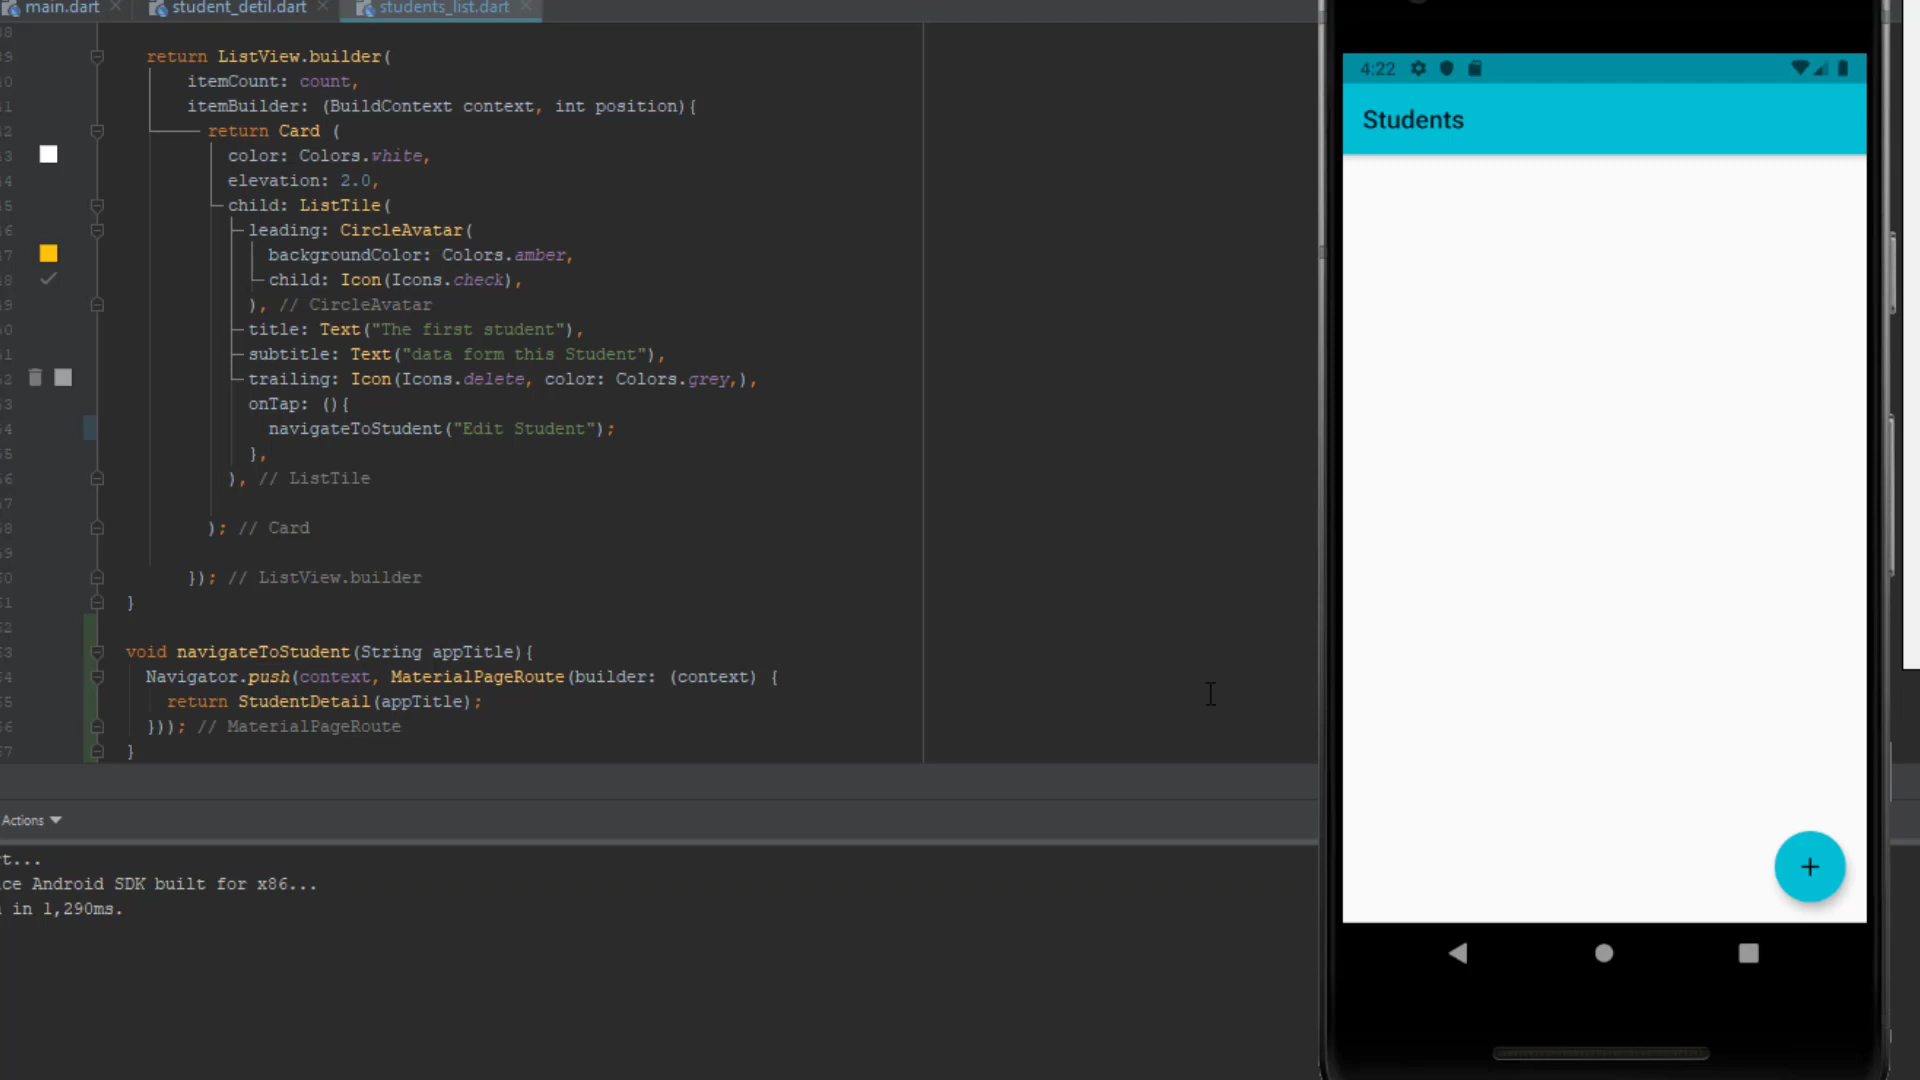 main.dart
student_detil.dart
students_list.dart
return ListView.builder(
itemCount: count,
itemBuilder: (BuildContext context, int position){
return Card (
color: Colors.white,
elevation: 2.0,
child: ListTile(
leading: CircleAvatar(
backgroundColor: Colors.amber,
child: Icon(Icons.check),
), // CircleAvatar
title: Text("The first student"),
subtitle: Text("data form this Student"),
trailing: Icon(Icons.delete, color: Colors.grey,),
onTap: (){
navigateToStudent("Edit Student");
},
), // ListTile
); // Card
}); // ListView.builder
}
void navigateToStudent(String appTitle){
Navigator.push(context, MaterialPageRoute(builder: (context) {
return StudentDetail(appTitle);
})); // MaterialPageRoute
}
Actions
rt...
ice Android SDK built for x86...
in 1,290ms.
4:22
Students
+